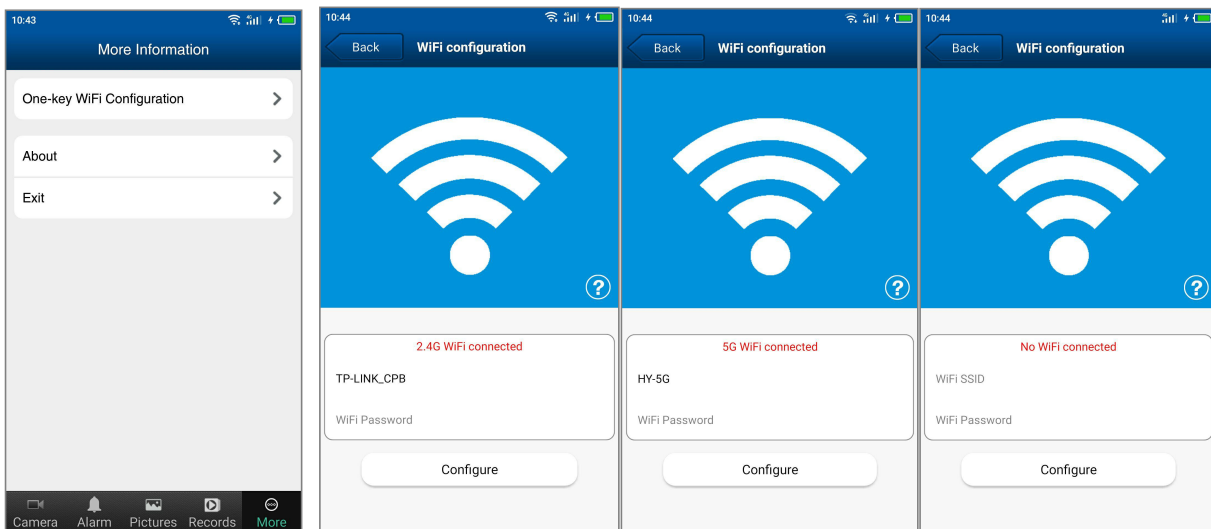 10:43
More Information
One-key WiFi Configuration
About
Exit
Camera Alarm Pictures Records More
10:44
Back WiFi configuration
?
2.4G WiFi connected
TP-LINK_CPB
WiFi Password
Configure
10:44
Back WiFi configuration
?
5G WiFi connected
HY-5G
WiFi Password
Configure
10:44
Back WiFi configuration
?
No WiFi connected
WiFi SSID
WiFi Password
Configure